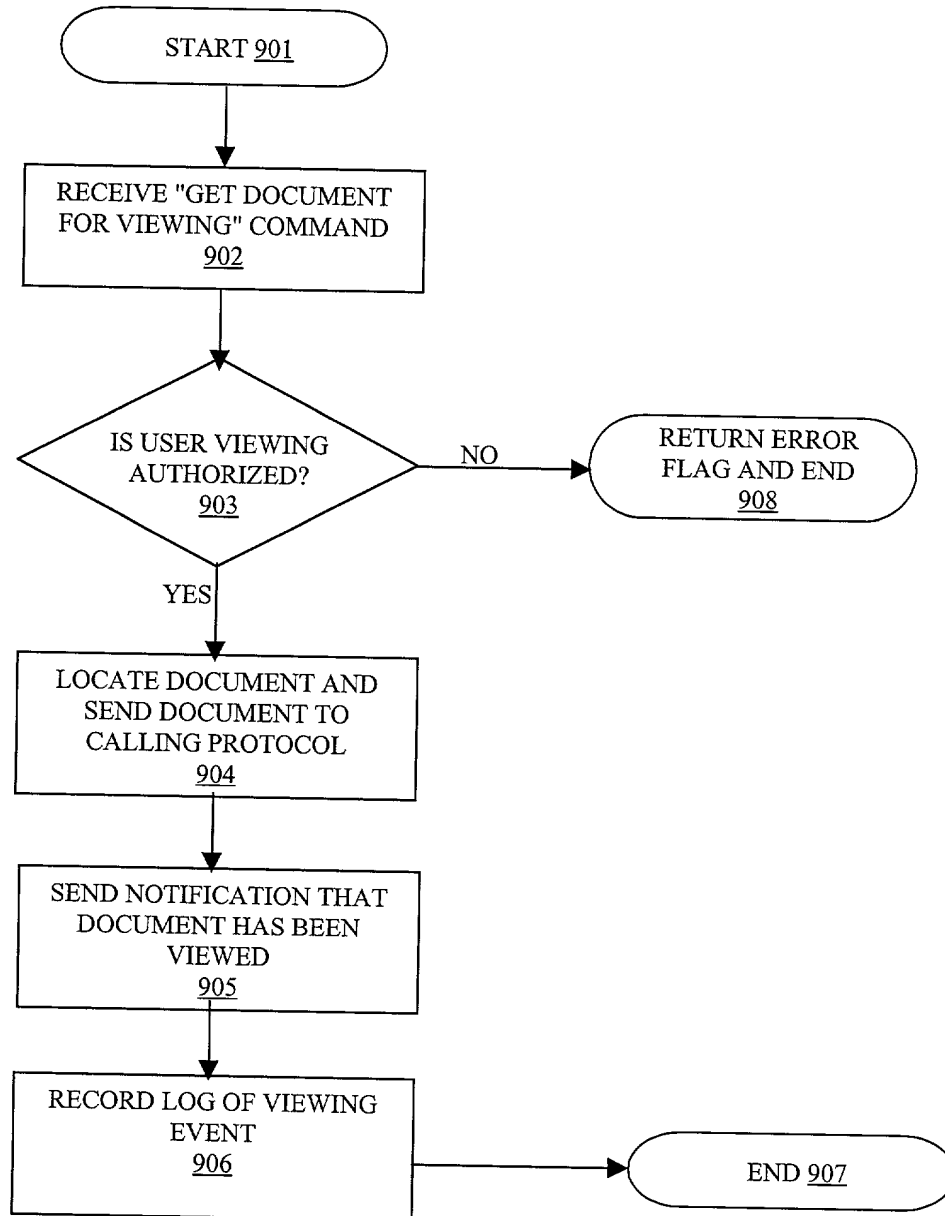 START 901
RECEIVE "GET DOCUMENT
FOR VIEWING" COMMAND
902
IS USER VIEWING
AUTHORIZED?
903
NO
RETURN ERROR
FLAG AND END
908
YES
LOCATE DOCUMENT AND
SEND DOCUMENT TO
CALLING PROTOCOL
904
SEND NOTIFICATION THAT
DOCUMENT HAS BEEN
VIEWED
905
RECORD LOG OF VIEWING
EVENT
906
END 907